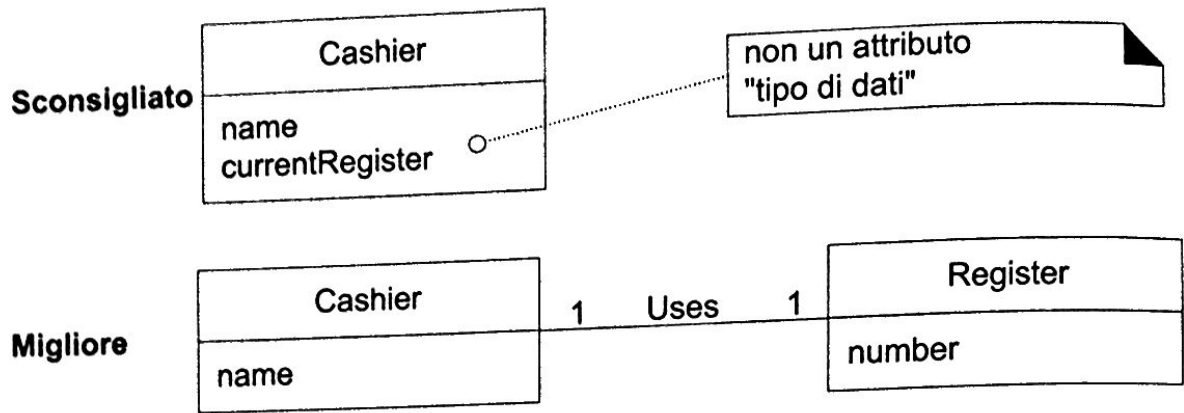 Sconsigliato
Cashier
name
currentRegister
non un attributo
"tipo di dati"
Migliore
Cashier
name
1 Uses 1
Register
number